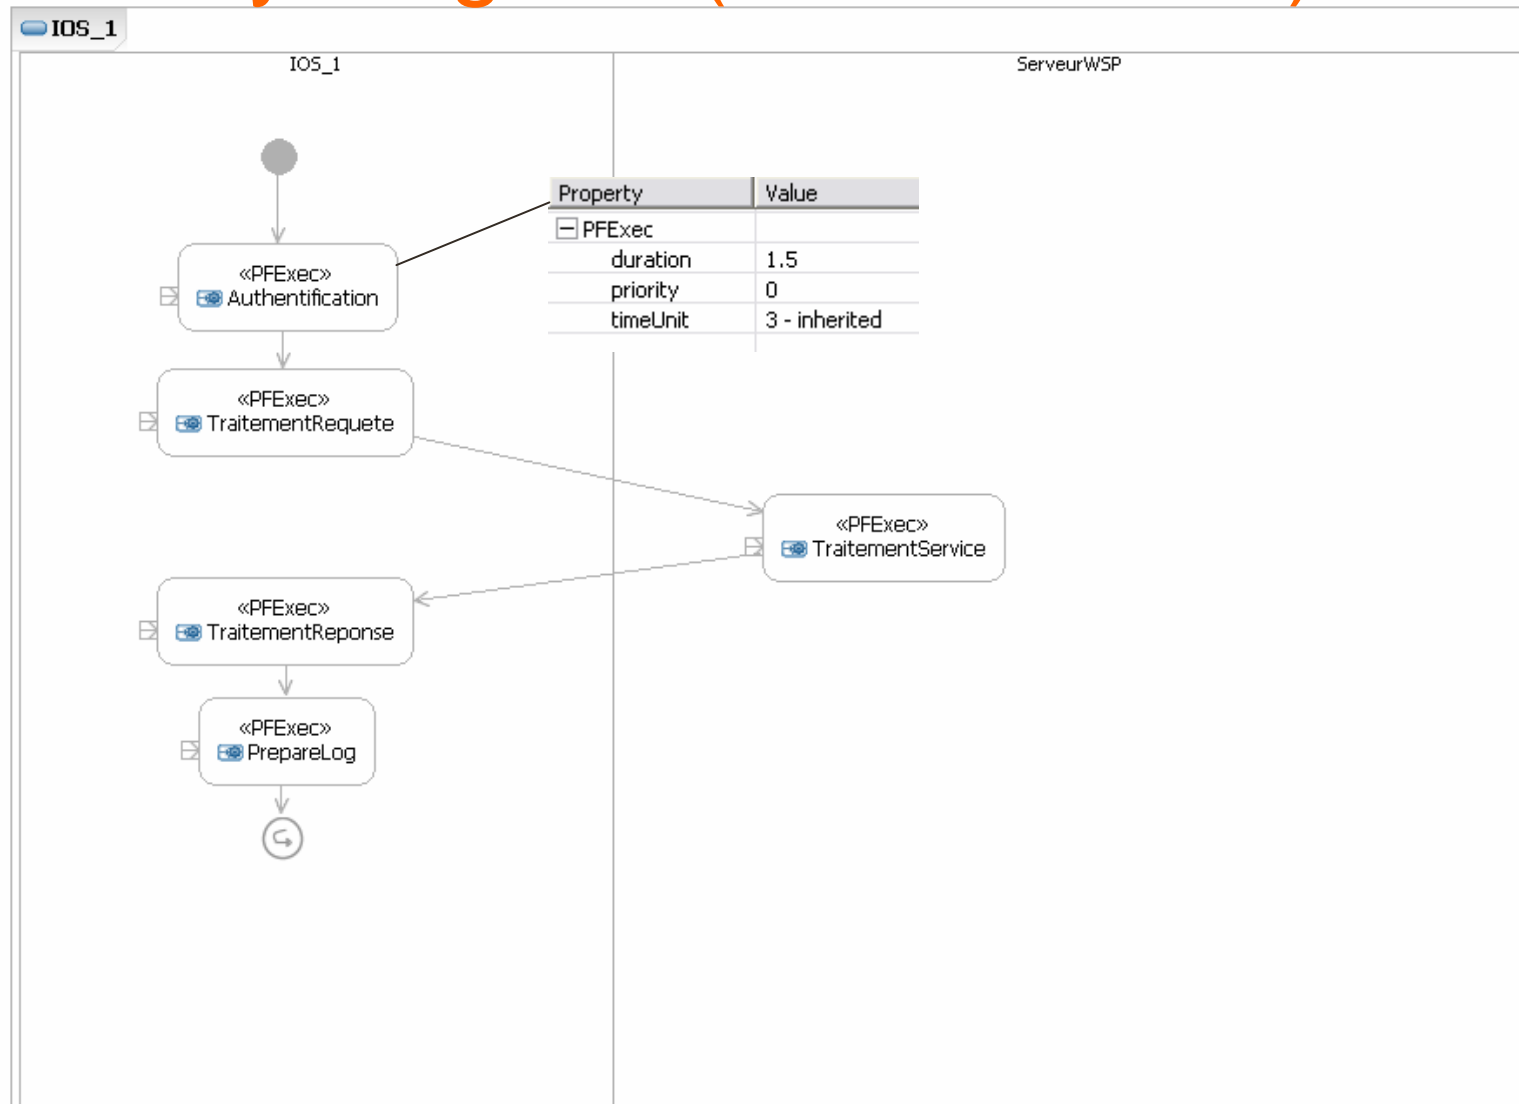 IOS_1
IOS_1
ServeurWSP
Property Value
PFExec
duration 1.5
priority 0
timeUnit 3 - inherited
«PFExec»
Authentification
«PFExec»
TraitementRequete
«PFExec»
TraitementService
«PFExec»
TraitementReponse
«PFExec»
PrepareLog